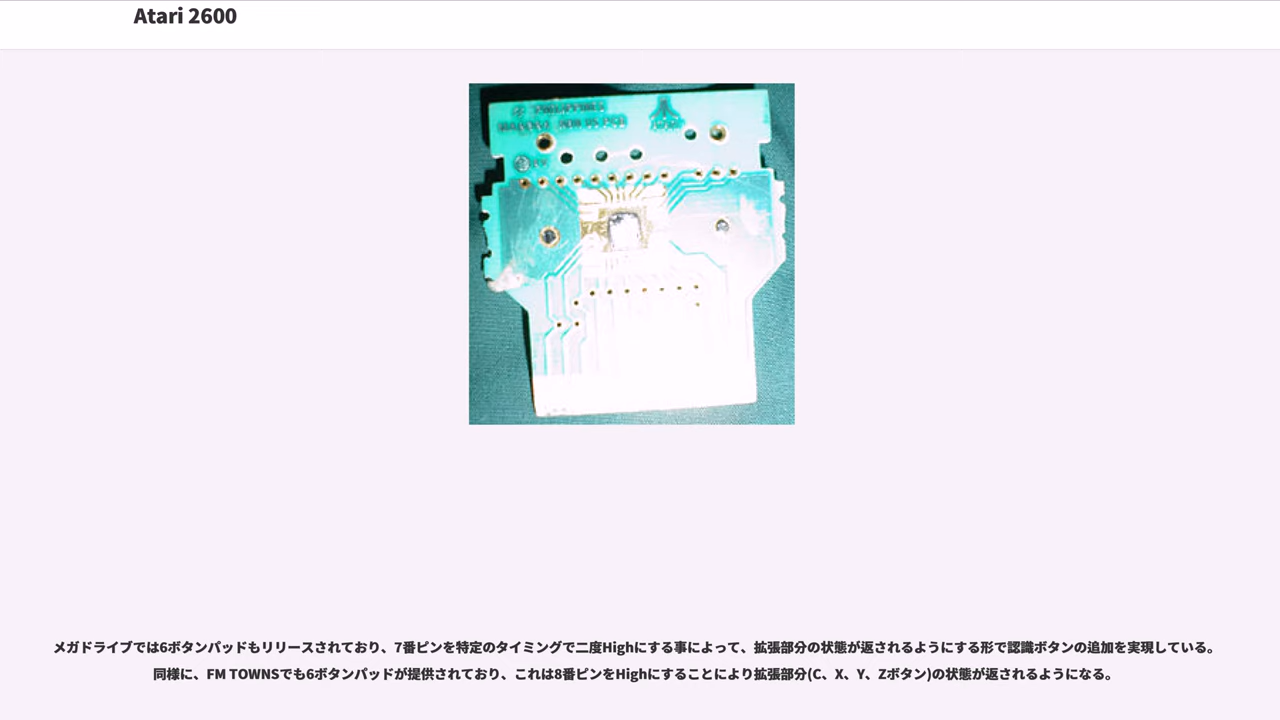 Atari 2600
メガドライブでは6ボタンパッドもリリースされており、7番ピンを特定のタイミングで二度Highにする事によって、拡張部分の状態が返されるようにする形で認識ボタンの追加を実現している。
同様に、FM TOWNSでも6ボタンパッドが提供されており、これは8番ピンをHighにすることにより拡張部分(C、X、Y、Zボタン)の状態が返されるようになる。